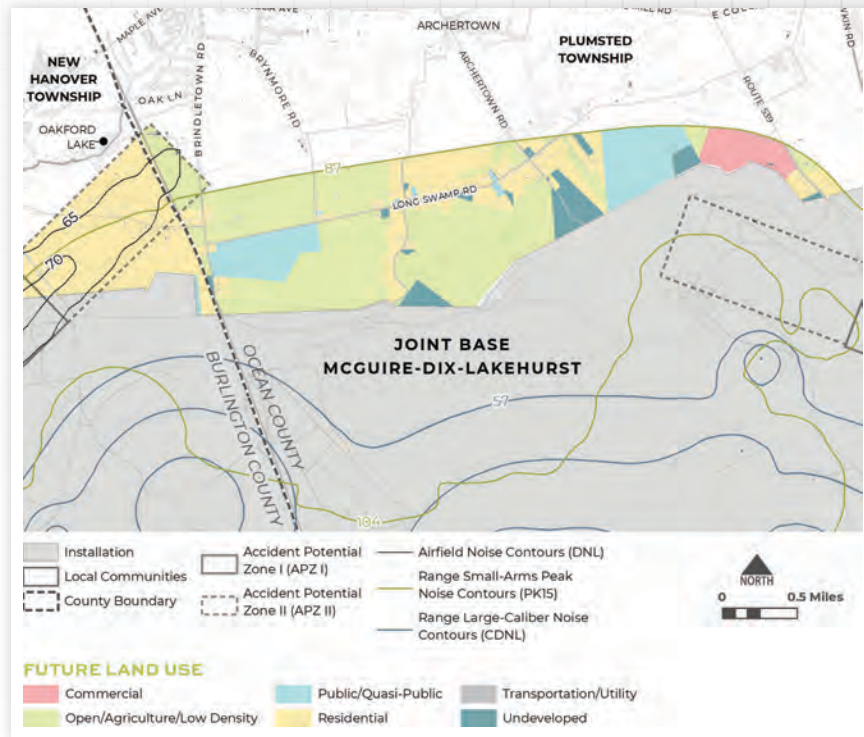 MAPLE AVE
ARCHERTOWN
NEW
HANOVER
TOWNSHIP
PLUMSTED
TOWNSHIP
BRINDLETOWN RD
BRYNMORE RD
ARCHERTOWN RD
ROUTE 539
OAK LN
OAKFORD
LAKE
87
65
70
LONG SWAMP RD
JOINT BASE
MCGUIRE-DIX-LAKEHURST
OCEAN COUNTY
BURLINGTON COUNTY
57
104
Installation
Local Communities
County Boundary
Accident Potential
Zone I (APZ I)
Accident Potential
Zone II (APZ II)
Airfield Noise Contours (DNL)
Range Small-Arms Peak
Noise Contours (PK15)
Range Large-Caliber Noise
Contours (CDNL)
NORTH
0 0.5 Miles
FUTURE LAND USE
Commercial
Open/Agriculture/Low Density
Public/Quasi-Public
Residential
Transportation/Utility
Undeveloped